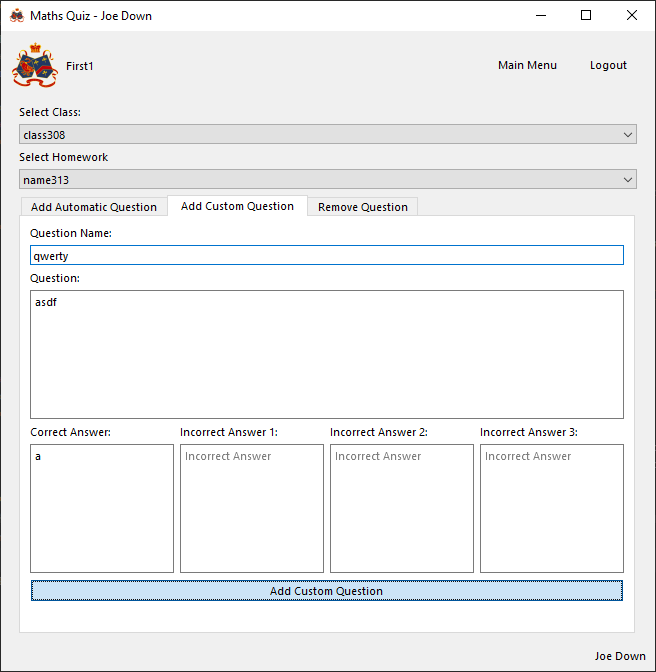 Maths Quiz - Joe Down
First1
Main Menu
Logout
Select Class:
class308
Select Homework
name313
Add Automatic Question
Add Custom Question
Remove Question
Question Name:
qwerty
Question:
asdf
Correct Answer:
Incorrect Answer 1:
Incorrect Answer 2:
Incorrect Answer 3:
a
Incorrect Answer
Incorrect Answer
Incorrect Answer
Add Custom Question
Joe Down